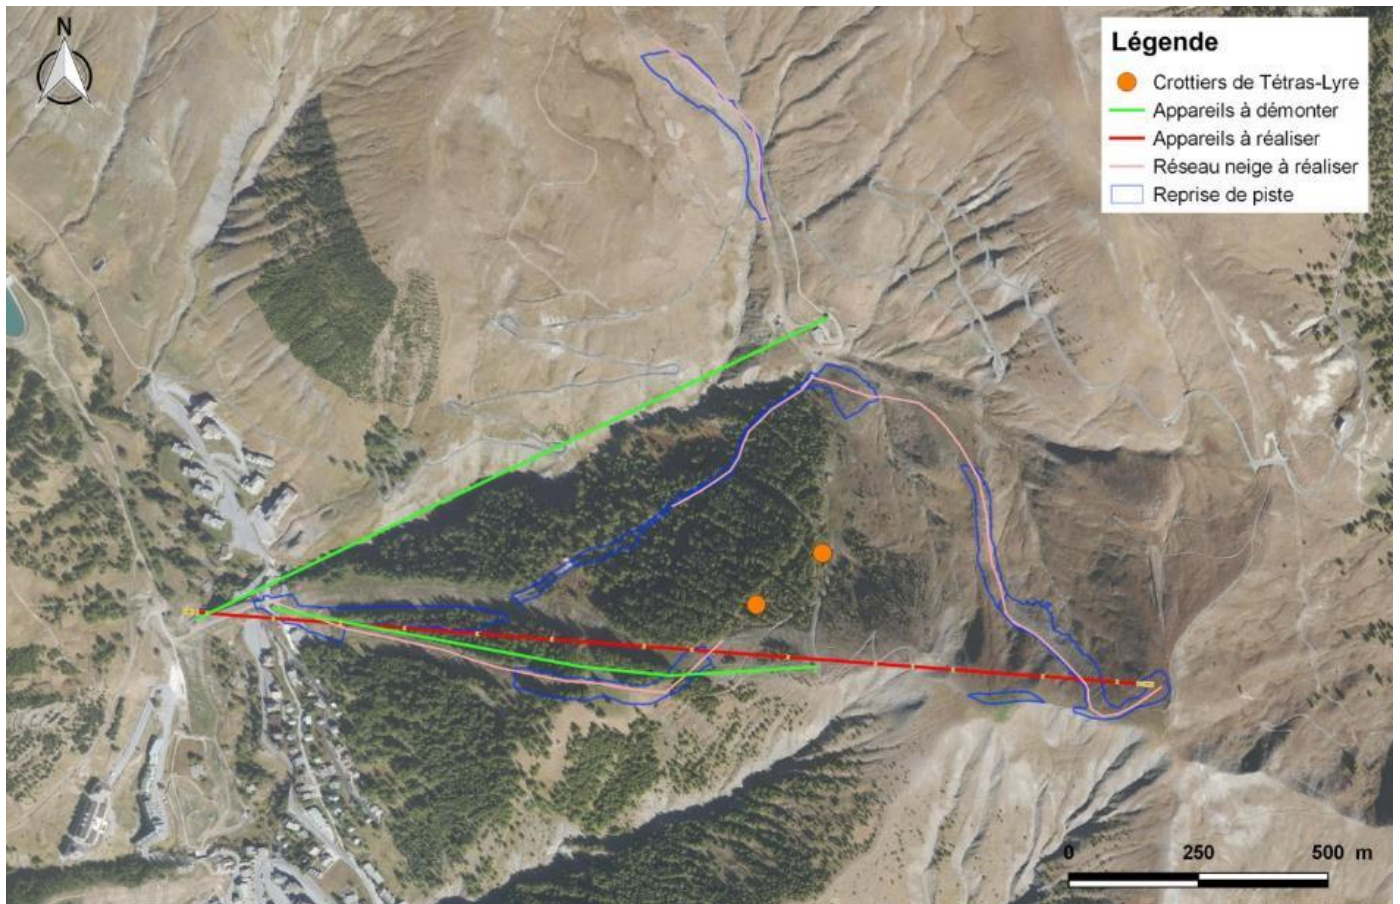 N
Légende
Crottiers de Tétras-Lyre
Appareils à démonter
Appareils à réaliser
Réseau neige à réaliser
Reprise de piste
0 250 500 m